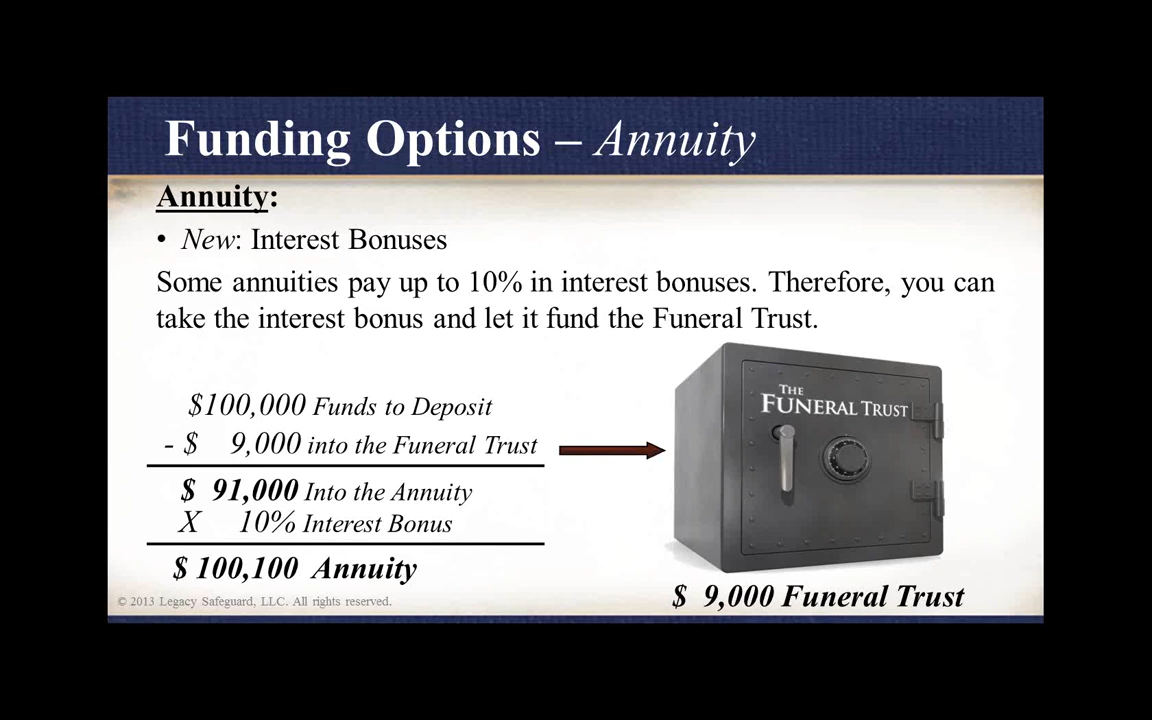 Funding Options – Annuity
Annuity:
• New: Interest Bonuses
Some annuities pay up to 10% in interest bonuses. Therefore, you can
take the interest bonus and let it fund the Funeral Trust.
$100,000 Funds to Deposit
- $ 9,000 into the Funeral Trust
$ 91,000 Into the Annuity
X 10% Interest Bonus
$ 100,100 Annuity
THE
FUNERAL TRUST
$ 9,000 Funeral Trust
© 2013 Legacy Safeguard, LLC. All rights reserved.